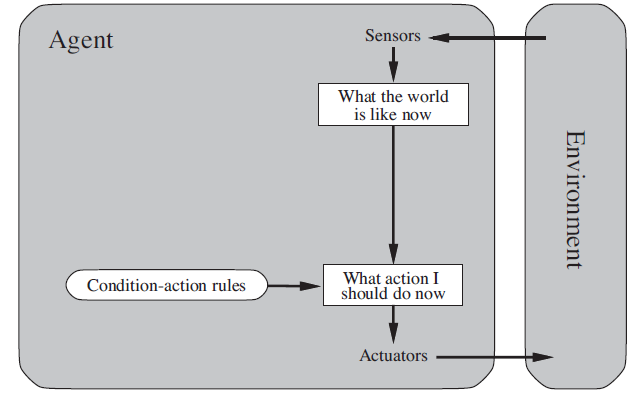 Agent
Sensors
What the world
is like now
Condition-action rules
What action I
should do now
Actuators
Environment